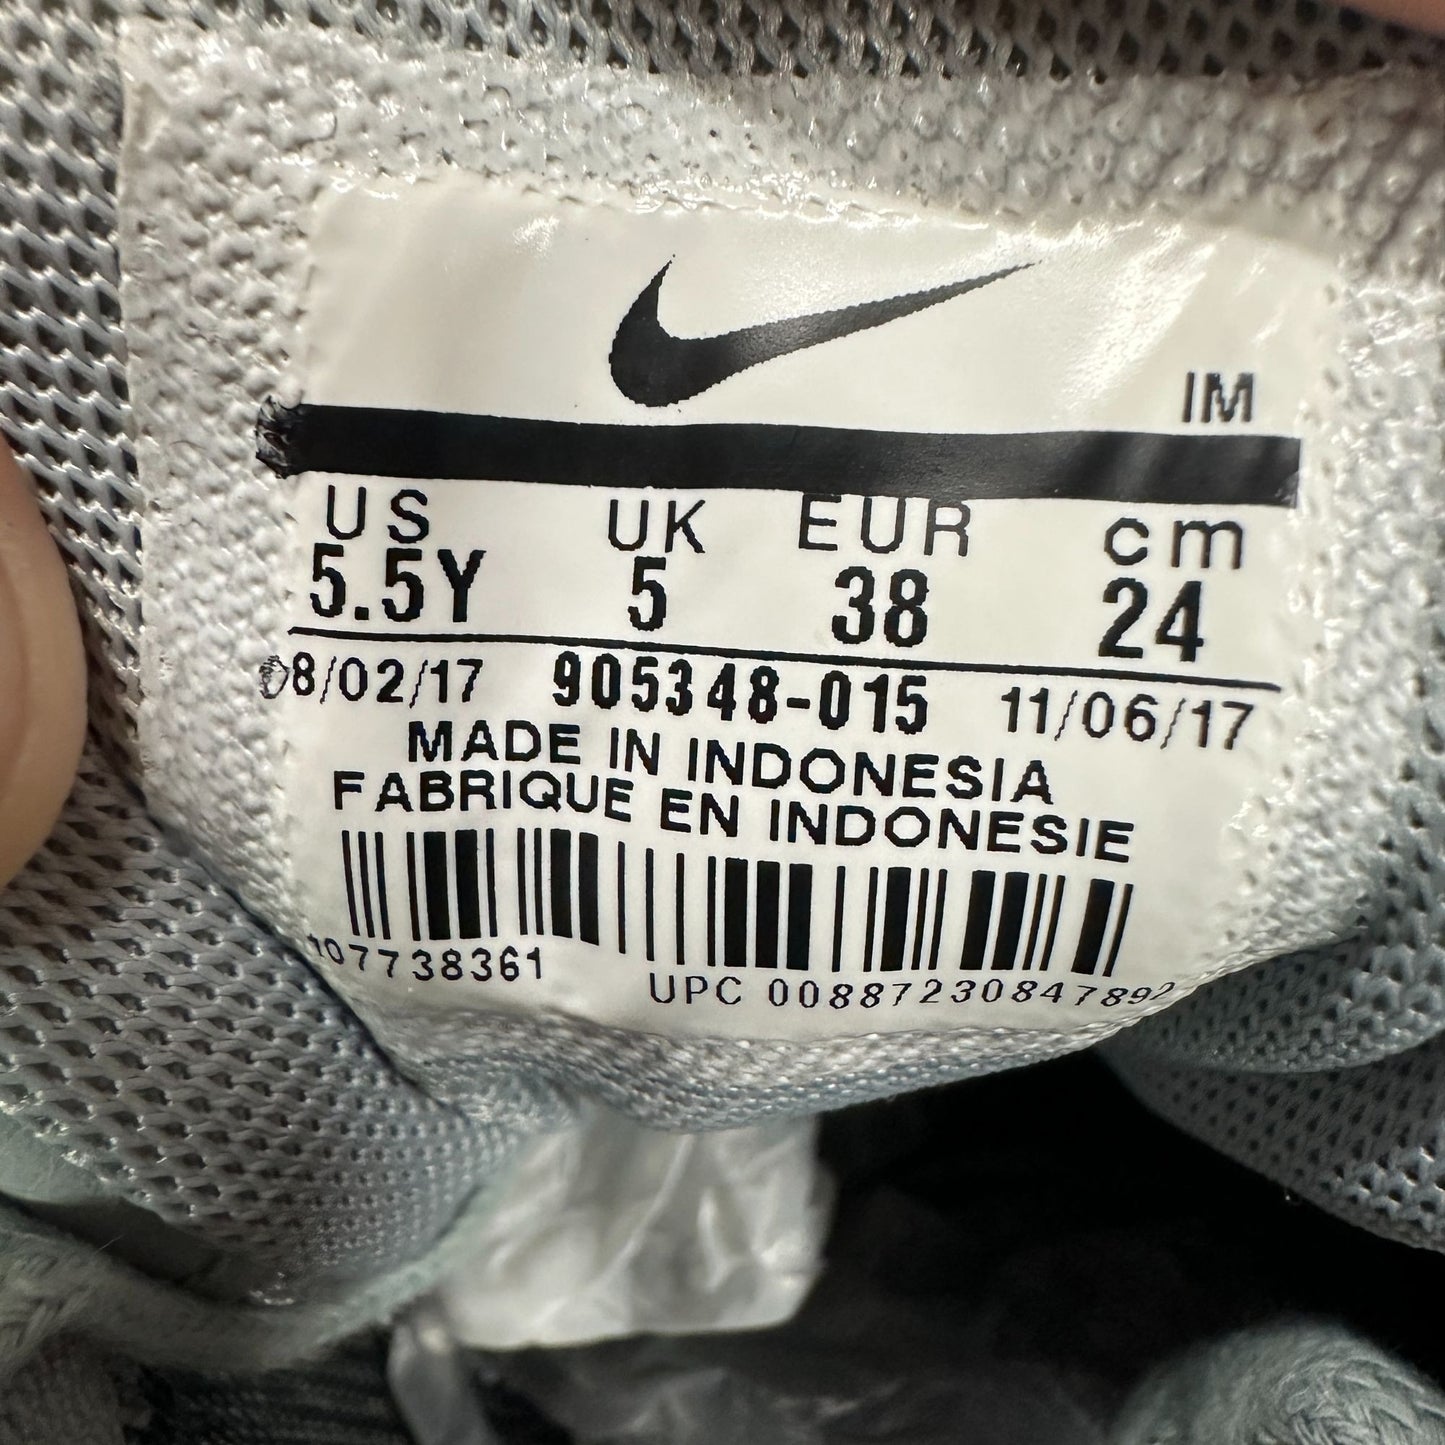 IM
US UK EUR cm
5.5Y 5 38 24
08/02/17 905348-015 11/06/17
MADE IN INDONESIA
FABRIQUE EN INDONESIE
107738361
UPC 00887230847892